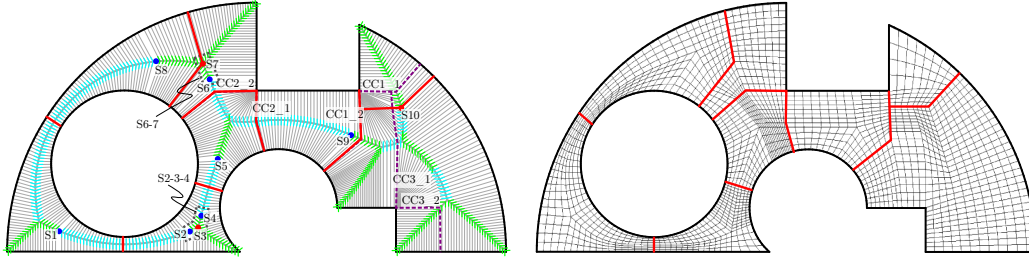 S8
S7
S6
CC2_2
CC1_1
CC2_1
CC1_2
S10
S6-7
S9
S5
S2-3-4
CC3_1
CC3_2
S4
S1
S2
S3